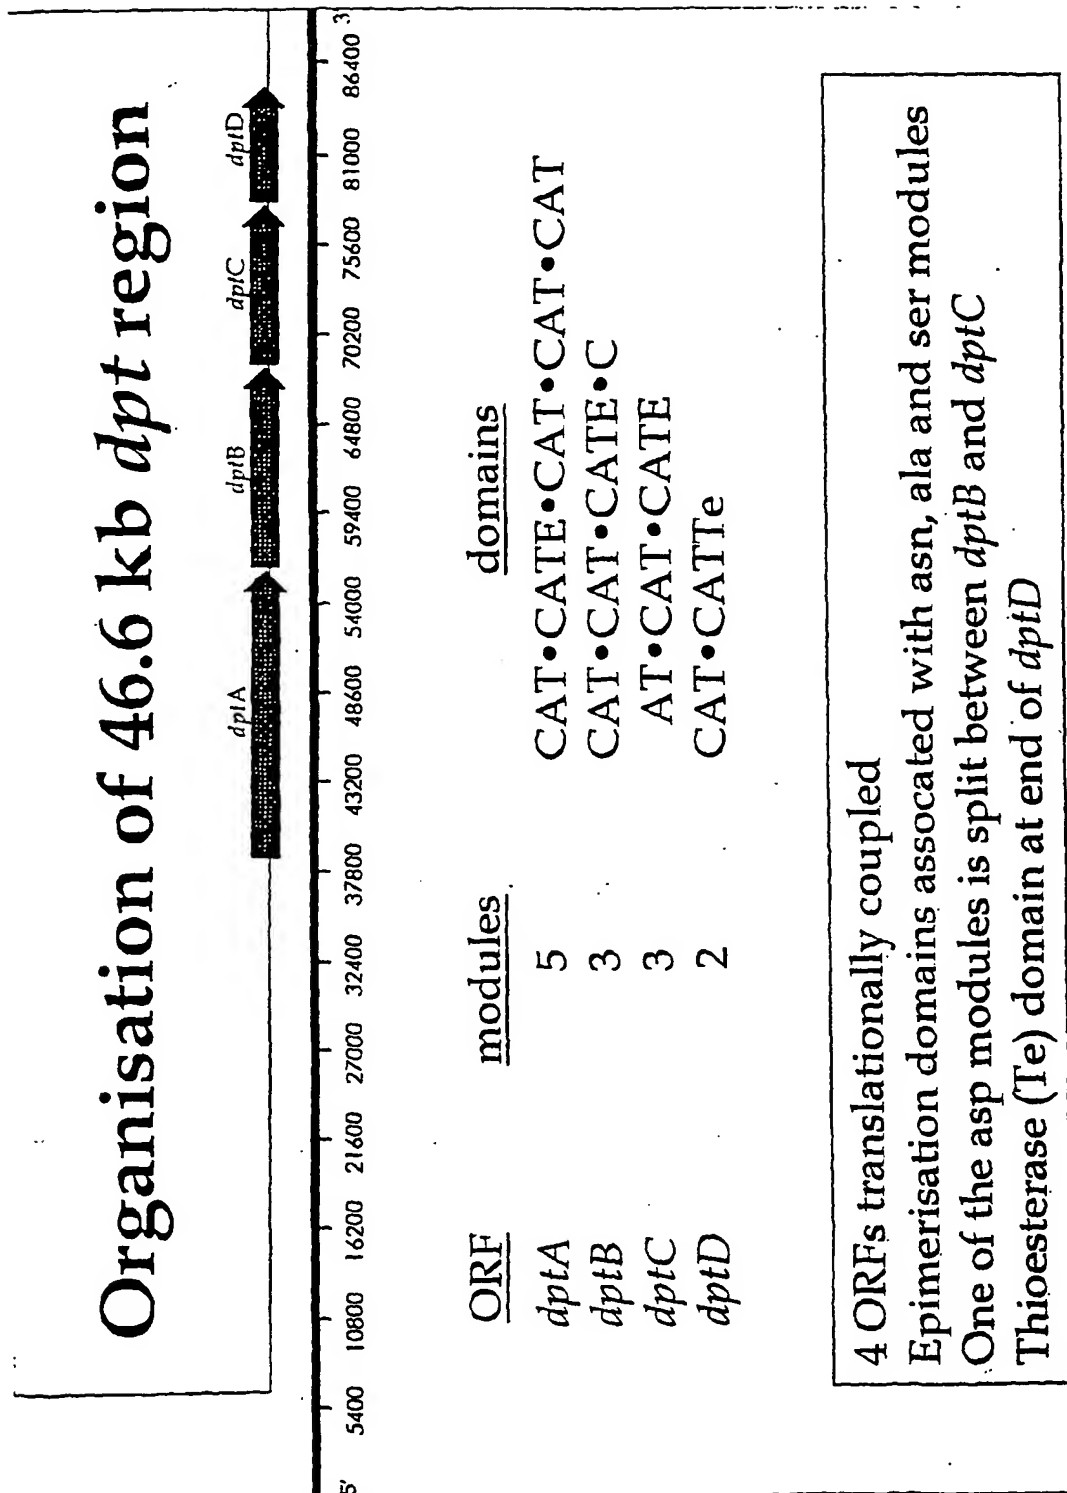 Organisation of 46.6 kb dpt region
dptA dptB dptC dptD
5' 5400 10800 16200 21600 27000 32400 37800 43200 48600 54000 59400 64800 70200 75600 81000 86400 3'
ORF modules domains
dptA 5 CAT•CATE•CAT•CAT•CAT
dptB 3 CAT•CAT•CATE•C
dptC 3 AT•CAT•CATE
dptD 2 CAT•CATTe
4 ORFs translationally coupled
Epimerisation domains assocated with asn, ala and ser modules
One of the asp modules is split between dptB and dptC
Thioesterase (Te) domain at end of dptD